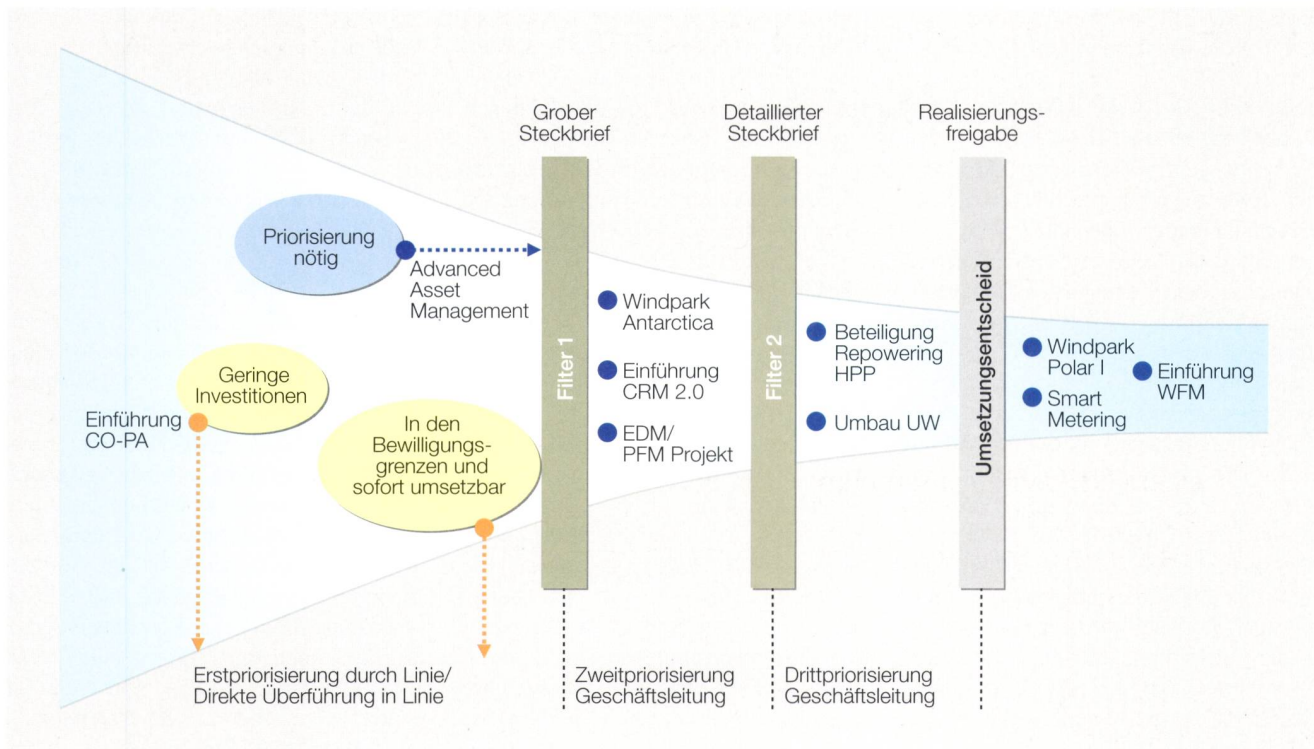 Grober
Steckbrief
Detaillierter
Steckbrief
Realisierungs-
freigabe
Priorisierung
nötig
Advanced
Asset
Management
Geringe
Investitionen
Einführung
CO-PA
In den
Bewilligungs-
grenzen und
sofort umsetzbar
Filter 1
Windpark
Antarctica
Einführung
CRM 2.0
EDM/
PFM Projekt
Filter 2
Beteiligung
Repowering
HPP
Umbau UW
Umsetzungsentscheid
Windpark
Polar I
Smart
Metering
Einführung
WFM
Erstpriorisierung durch Linie/
Direkte Überführung in Linie
Zweitpriorisierung
Geschäftsleitung
Drittpriorisierung
Geschäftsleitung